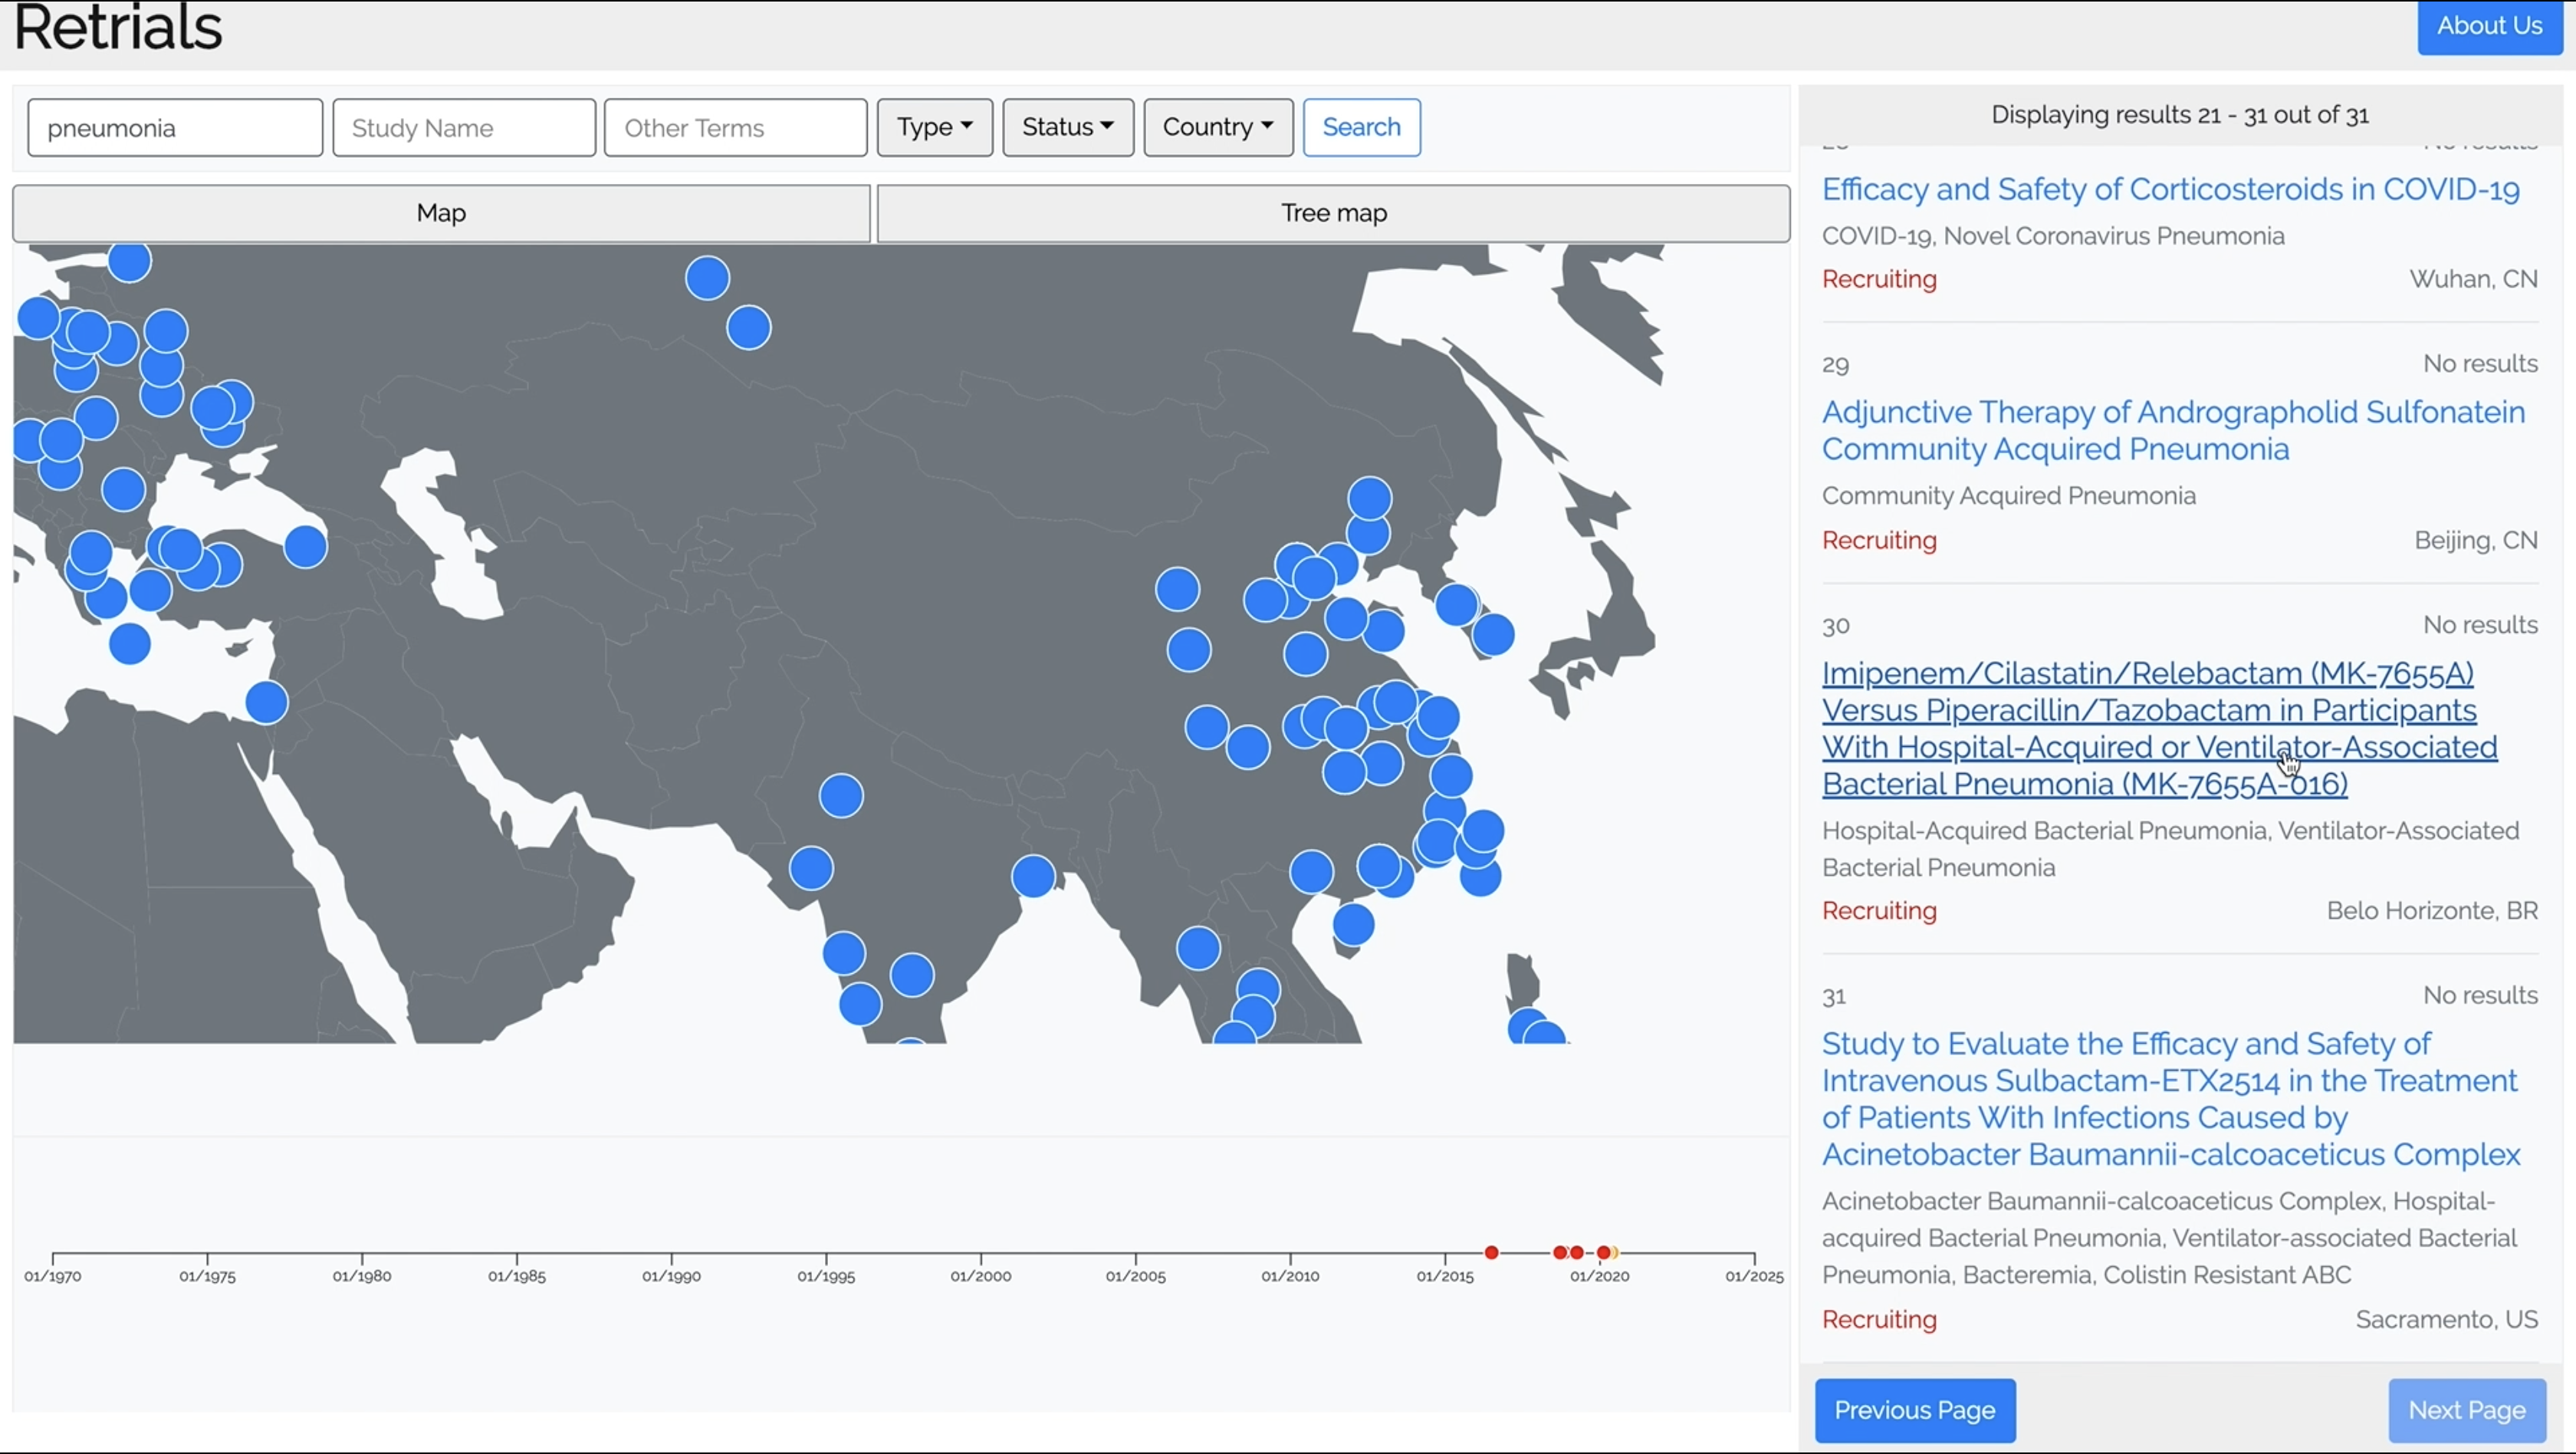 Retrials
About Us
pneumonia
Study Name
Other Terms
Type
Status
Country
Search
Map
Tree map
01/1970
01/1975
01/1980
01/1985
01/1990
01/1995
01/2000
01/2005
01/2010
01/2015
01/2020
01/2025
Displaying results 21 - 31 out of 31
No results
Efficacy and Safety of Corticosteroids in COVID-19
COVID-19, Novel Coronavirus Pneumonia
Recruiting
Wuhan, CN
29
No results
Adjunctive Therapy of Andrographolid Sulfonatein
Community Acquired Pneumonia
Community Acquired Pneumonia
Recruiting
Beijing, CN
30
No results
Imipenem/Cilastatin/Relebactam (MK-7655A)
Versus Piperacillin/Tazobactam in Participants
With Hospital-Acquired or Ventilator-Associated
Bacterial Pneumonia (MK-7655A-016)
Hospital-Acquired Bacterial Pneumonia, Ventilator-Associated
Bacterial Pneumonia
Recruiting
Belo Horizonte, BR
31
No results
Study to Evaluate the Efficacy and Safety of
Intravenous Sulbactam-ETX2514 in the Treatment
of Patients With Infections Caused by
Acinetobacter Baumannii-calcoaceticus Complex
Acinetobacter Baumannii-calcoaceticus Complex, Hospital-
acquired Bacterial Pneumonia, Ventilator-associated Bacterial
Pneumonia, Bacteremia, Colistin Resistant ABC
Recruiting
Sacramento, US
Previous Page
Next Page